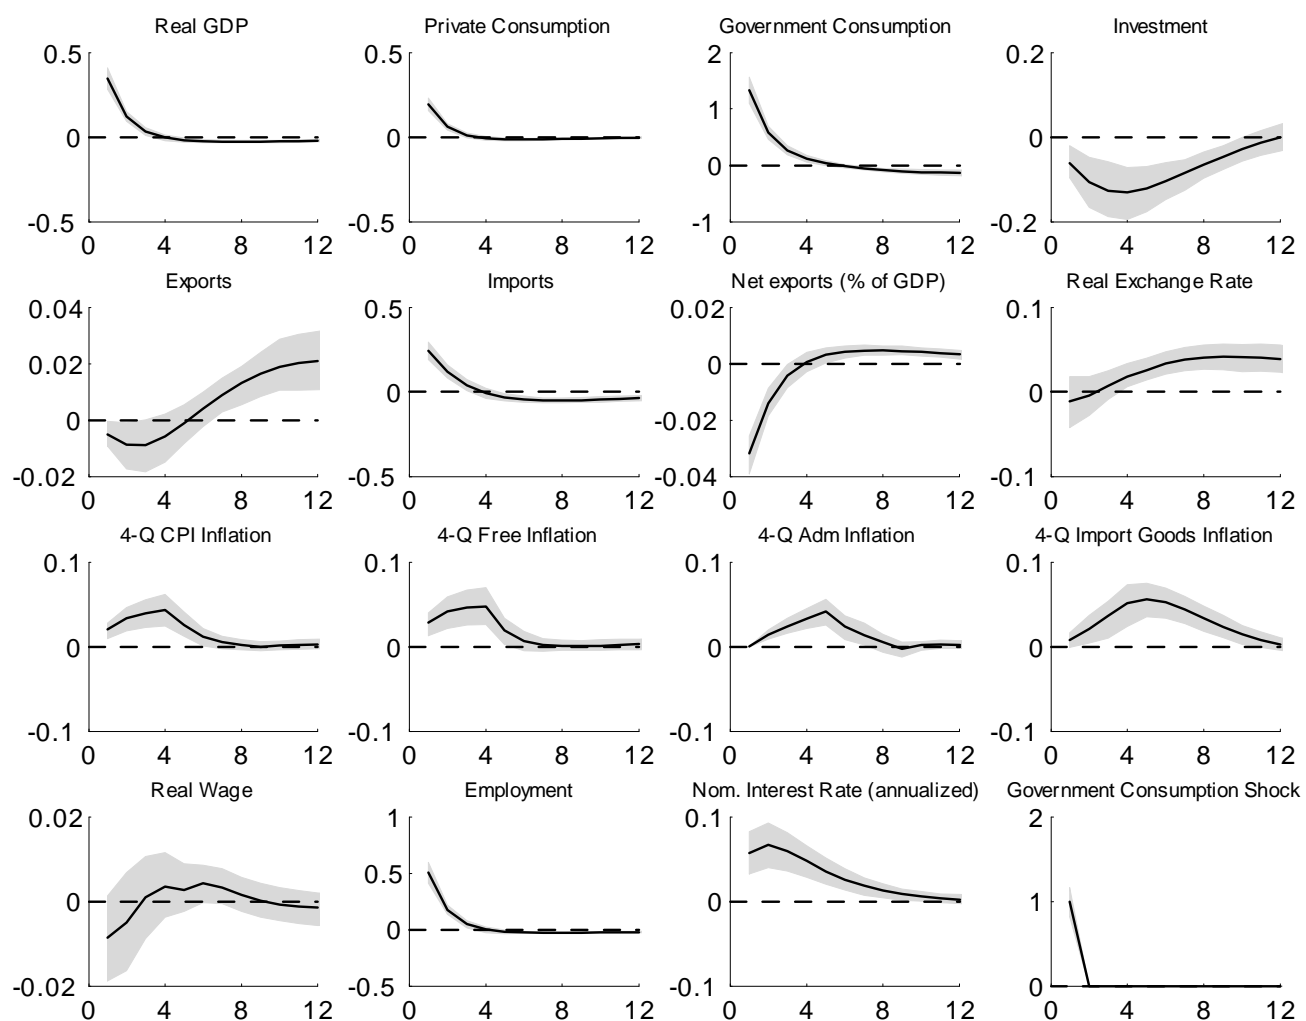 Real GDP
0.5
0
-0.5
0 4 8 12
Private Consumption
0.5
0
-0.5
0 4 8 12
Government Consumption
2
1
0
-1
0 4 8 12
Investment
0.2
0
-0.2
0 4 8 12
Exports
0.04
0.02
0
-0.02
0 4 8 12
Imports
0.5
0
-0.5
0 4 8 12
Net exports (% of GDP)
0.02
0
-0.02
-0.04
0 4 8 12
Real Exchange Rate
0.1
0
-0.1
0 4 8 12
4-Q CPI Inflation
0.1
0
-0.1
0 4 8 12
4-Q Free Inflation
0.1
0
-0.1
0 4 8 12
4-Q Adm Inflation
0.1
0
-0.1
0 4 8 12
4-Q Import Goods Inflation
0.1
0
-0.1
0 4 8 12
Real Wage
0.02
0
-0.02
0 4 8 12
Employment
1
0.5
0
-0.5
0 4 8 12
Nom. Interest Rate (annualized)
0.1
0
-0.1
0 4 8 12
Government Consumption Shock
2
1
0
0 4 8 12